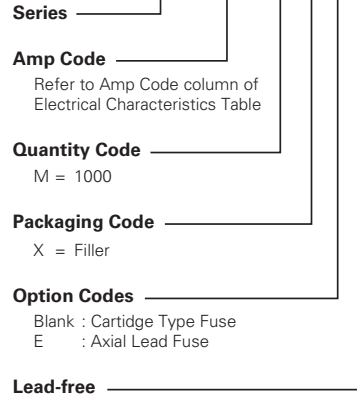 Series
Amp Code
Refer to Amp Code column of
Electrical Characteristics Table
Quantity Code
M = 1000
Packaging Code
X = Filler
Option Codes
Blank : Cartidge Type Fuse
E : Axial Lead Fuse
Lead-free